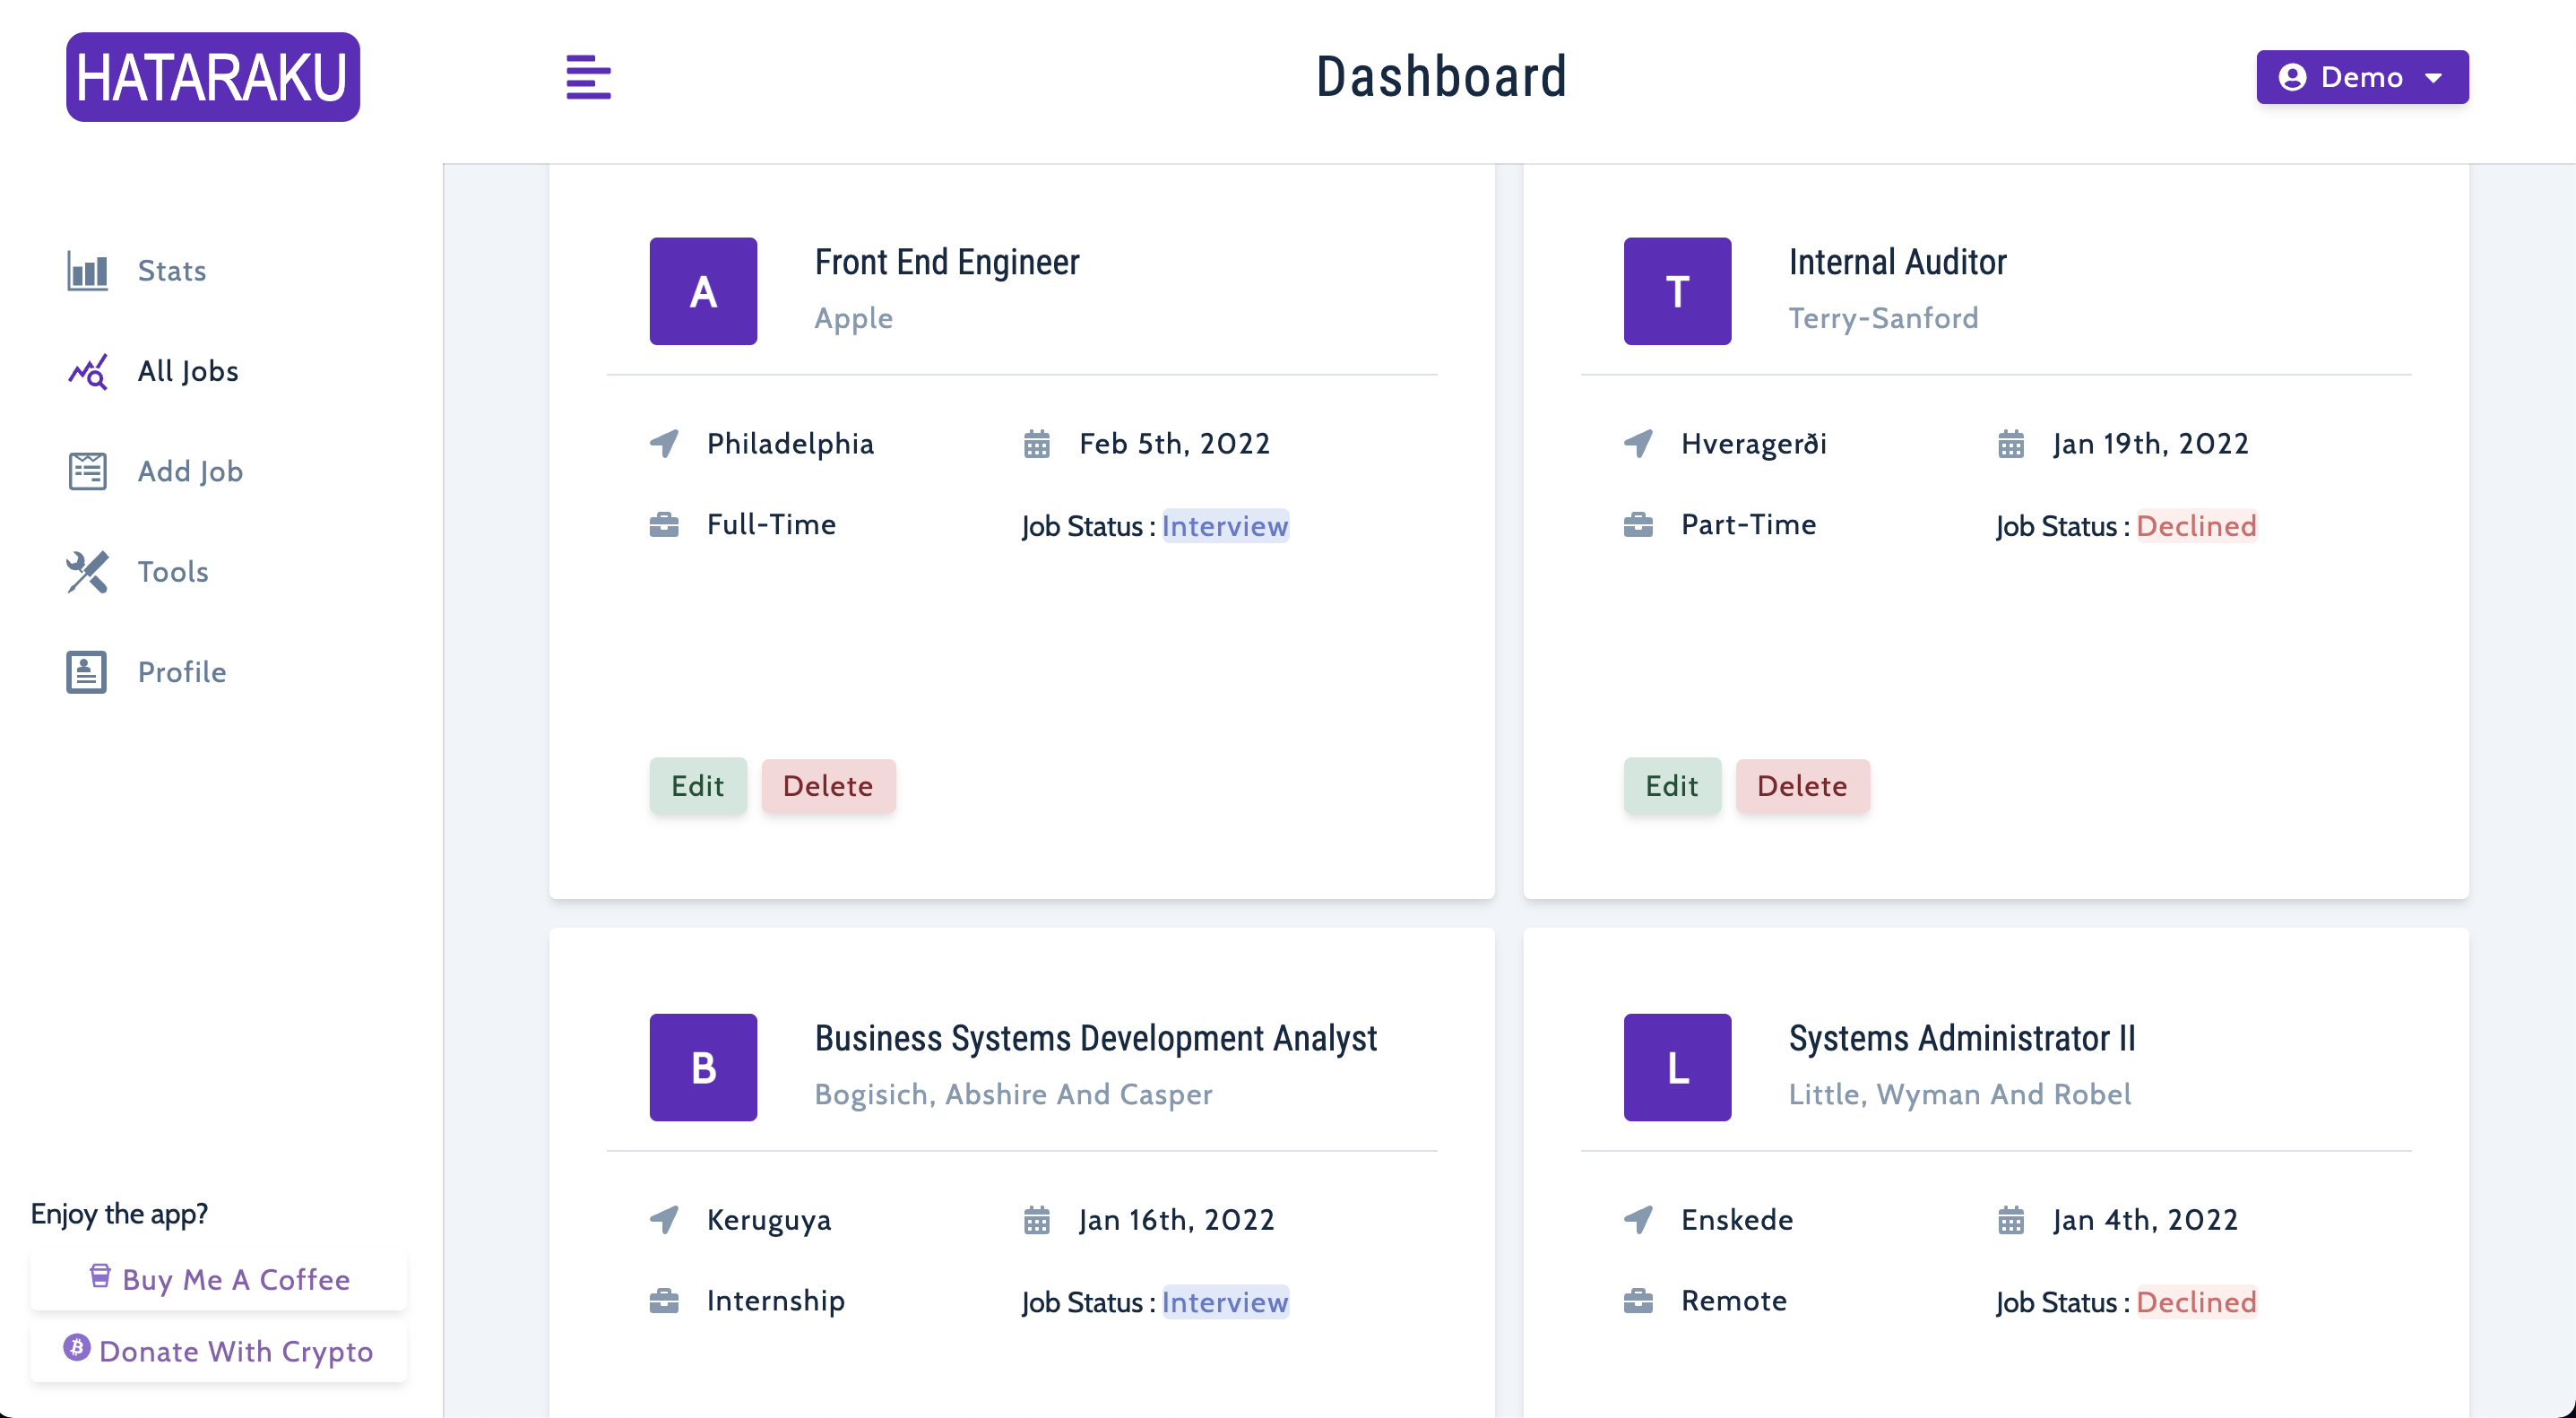 HATARAKU
Dashboard
Demo
Stats
All Jobs
Add Job
Tools
Profile
Enjoy the app?
Buy Me A Coffee
Donate With Crypto
A
Front End Engineer
Apple
Philadelphia
Feb 5th, 2022
Full-Time
Job Status : Interview
Edit
Delete
T
Internal Auditor
Terry-Sanford
Hveragerði
Jan 19th, 2022
Part-Time
Job Status : Declined
Edit
Delete
B
Business Systems Development Analyst
Bogisich, Abshire And Casper
Keruguya
Jan 16th, 2022
Internship
Job Status : Interview
L
Systems Administrator II
Little, Wyman And Robel
Enskede
Jan 4th, 2022
Remote
Job Status : Declined